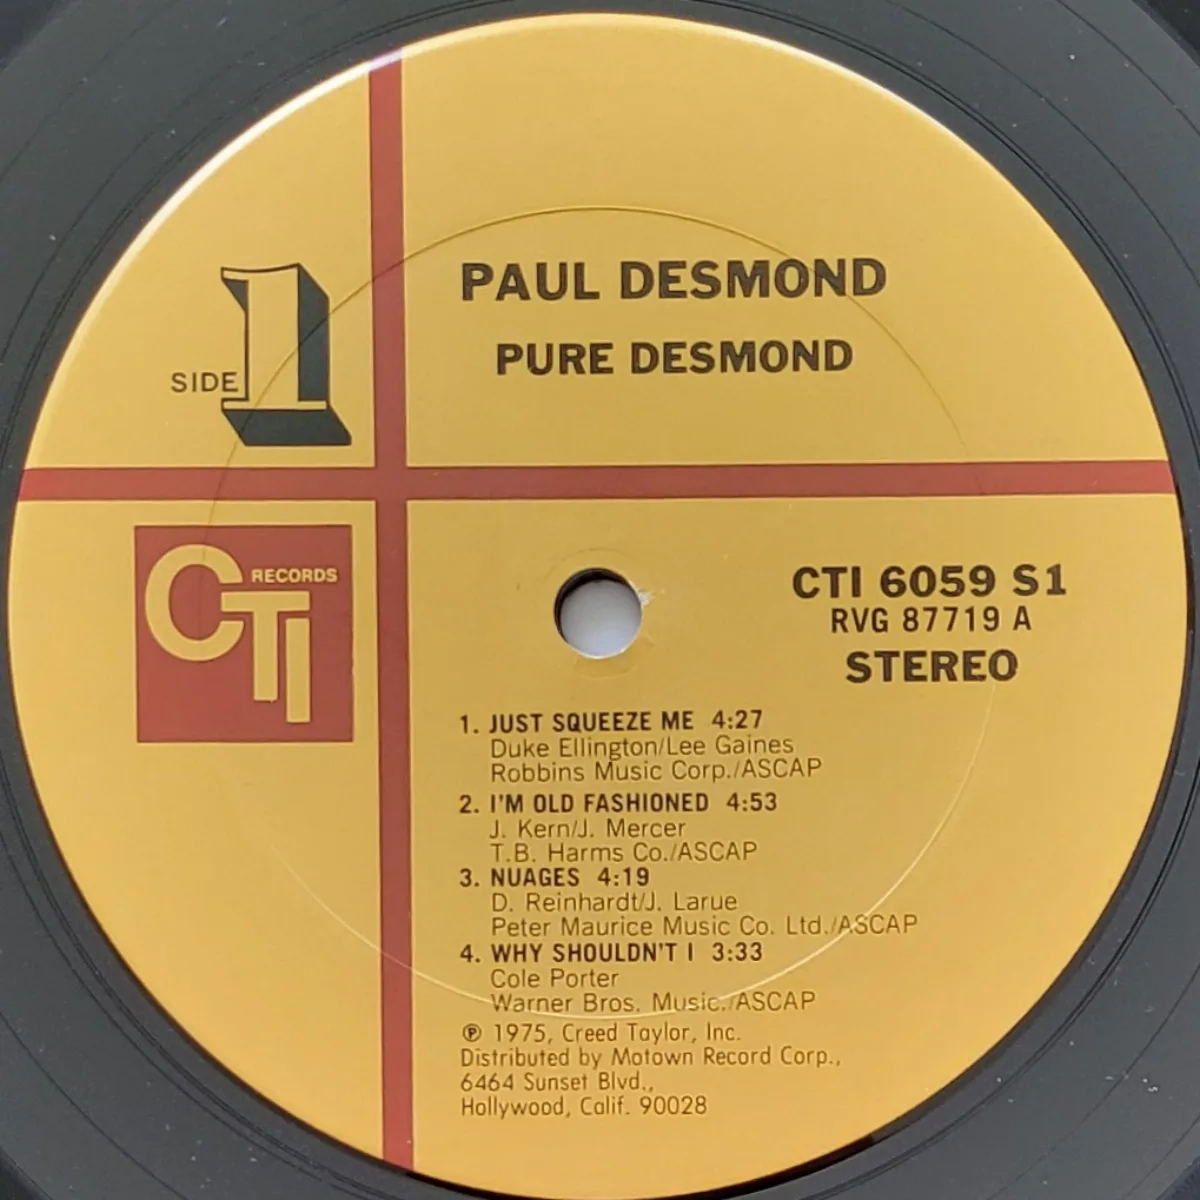 PAUL DESMOND
PURE DESMOND
SIDE 1
CTI RECORDS
CTI 6059 S1
RVG 87719 A
STEREO
1. JUST SQUEEZE ME 4:27
Duke Ellington/Lee Gaines
Robbins Music Corp./ASCAP
2. I'M OLD FASHIONED 4:53
J. Kern/J. Mercer
T.B. Harms Co./ASCAP
3. NUAGES 4:19
D. Reinhardt/J. Larue
Peter Maurice Music Co. Ltd./ASCAP
4. WHY SHOULDN'T I 3:33
Cole Porter
Warner Bros. Music./ASCAP
℗ 1975, Creed Taylor, Inc.
Distributed by Motown Record Corp.,
6464 Sunset Blvd.,
Hollywood, Calif. 90028